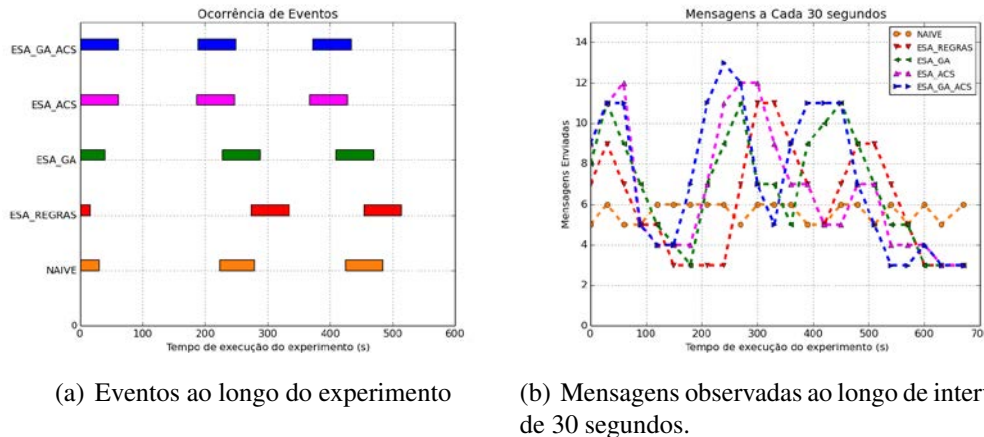 Ocorrência de Eventos
ESA_GA_ACS
ESA_ACS
ESA_GA
ESA_REGRAS
NAIVE
0
0 100 200 300 400 500 600
Tempo de execução do experimento (s)
(a) Eventos ao longo do experimento
Mensagens a Cada 30 segundos
Mensagens Enviadas
14
12
10
8
6
4
2
0
0 100 200 300 400 500 600 70
Tempo de execução do experimento (s)
NAIVE
ESA_REGRAS
ESA_GA
ESA_ACS
ESA_GA_ACS
(b) Mensagens observadas ao longo de inter
de 30 segundos.